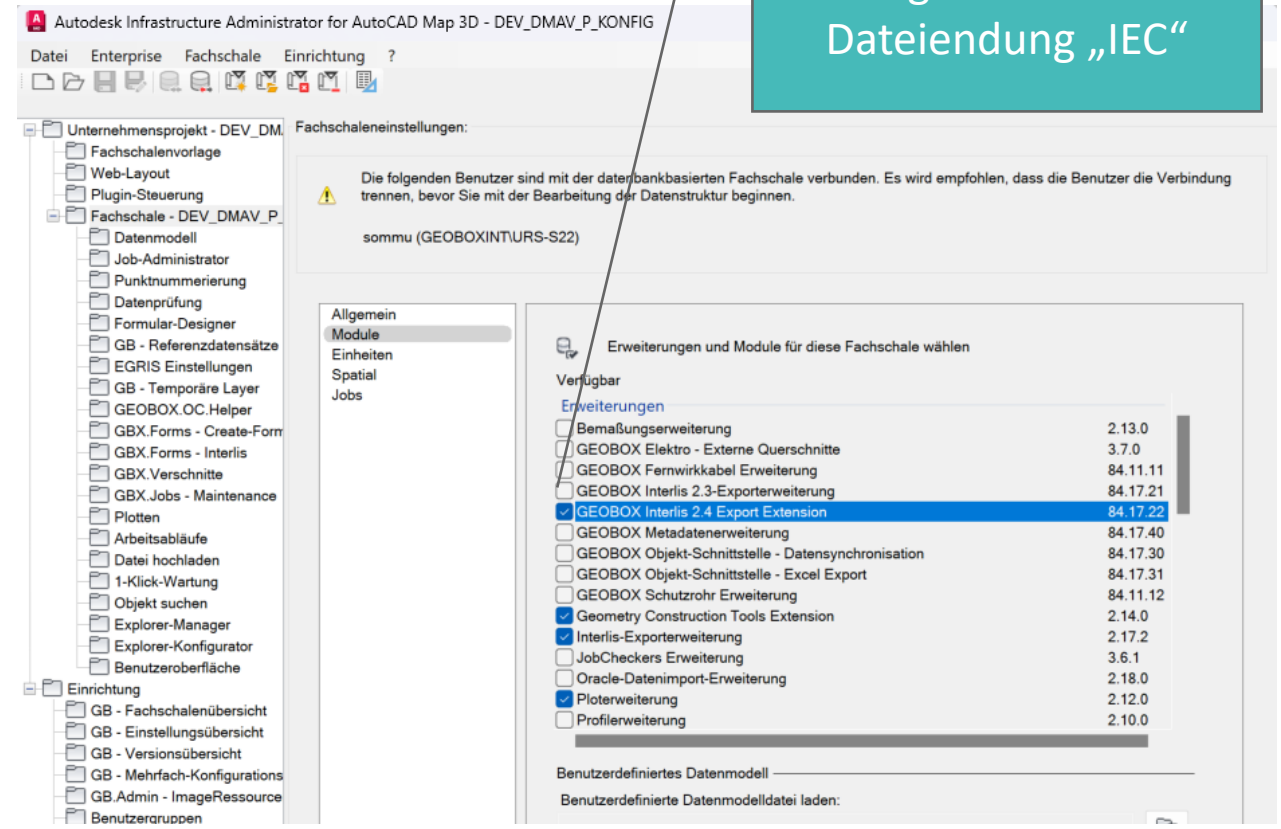 Autodesk Infrastructure Administrator for AutoCAD Map 3D - DEV_DMAV_P_KONFIG
Dateiendung „IEC“
Datei Enterprise Fachschale Einrichtung ?
Unternehmensprojekt - DEV_DM
Fachschalenvorlage
Web-Layout
Plugin-Steuerung
Fachschale - DEV_DMAV_P_
Datenmodell
Job-Administrator
Punktnummerierung
Datenprüfung
Formular-Designer
GB - Referenzdatensätze
EGRIS Einstellungen
GB - Temporäre Layer
GEOBOX.OC.Helper
GBX.Forms - Create-Form
GBX.Forms - Interlis
GBX.Verschnitte
GBX.Jobs - Maintenance
Plotten
Arbeitsabläufe
Datei hochladen
1-Klick-Wartung
Objekt suchen
Explorer-Manager
Explorer-Konfigurator
Benutzeroberfläche
Einrichtung
GB - Fachschalenübersicht
GB - Einstellungsübersicht
GB - Versionsübersicht
GB - Mehrfach-Konfigurations
GB.Admin - ImageRessource
Benutzergruppen
Fachschaleneinstellungen:
Die folgenden Benutzer sind mit der datenbankbasierten Fachschale verbunden. Es wird empfohlen, dass die Benutzer die Verbindung
trennen, bevor Sie mit der Bearbeitung der Datenstruktur beginnen.
sommu (GEOBOXINT\URS-S22)
Allgemein
Module
Einheiten
Spatial
Jobs
Erweiterungen und Module für diese Fachschale wählen
Verfügbar
Erweiterungen
Bemaßungserweiterung 2.13.0
GEOBOX Elektro - Externe Querschnitte 3.7.0
GEOBOX Fernwirkkabel Erweiterung 84.11.11
GEOBOX Interlis 2.3-Exporterweiterung 84.17.21
GEOBOX Interlis 2.4 Export Extension 84.17.22
GEOBOX Metadatenerweiterung 84.17.40
GEOBOX Objekt-Schnittstelle - Datensynchronisation 84.17.30
GEOBOX Objekt-Schnittstelle - Excel Export 84.17.31
GEOBOX Schutzrohr Erweiterung 84.11.12
Geometry Construction Tools Extension 2.14.0
Interlis-Exporterweiterung 2.17.2
JobCheckers Erweiterung 3.6.1
Oracle-Datenimport-Erweiterung 2.18.0
Ploterweiterung 2.12.0
Profilerweiterung 2.10.0
Benutzerdefiniertes Datenmodell
Benutzerdefinierte Datenmodelldatei laden: